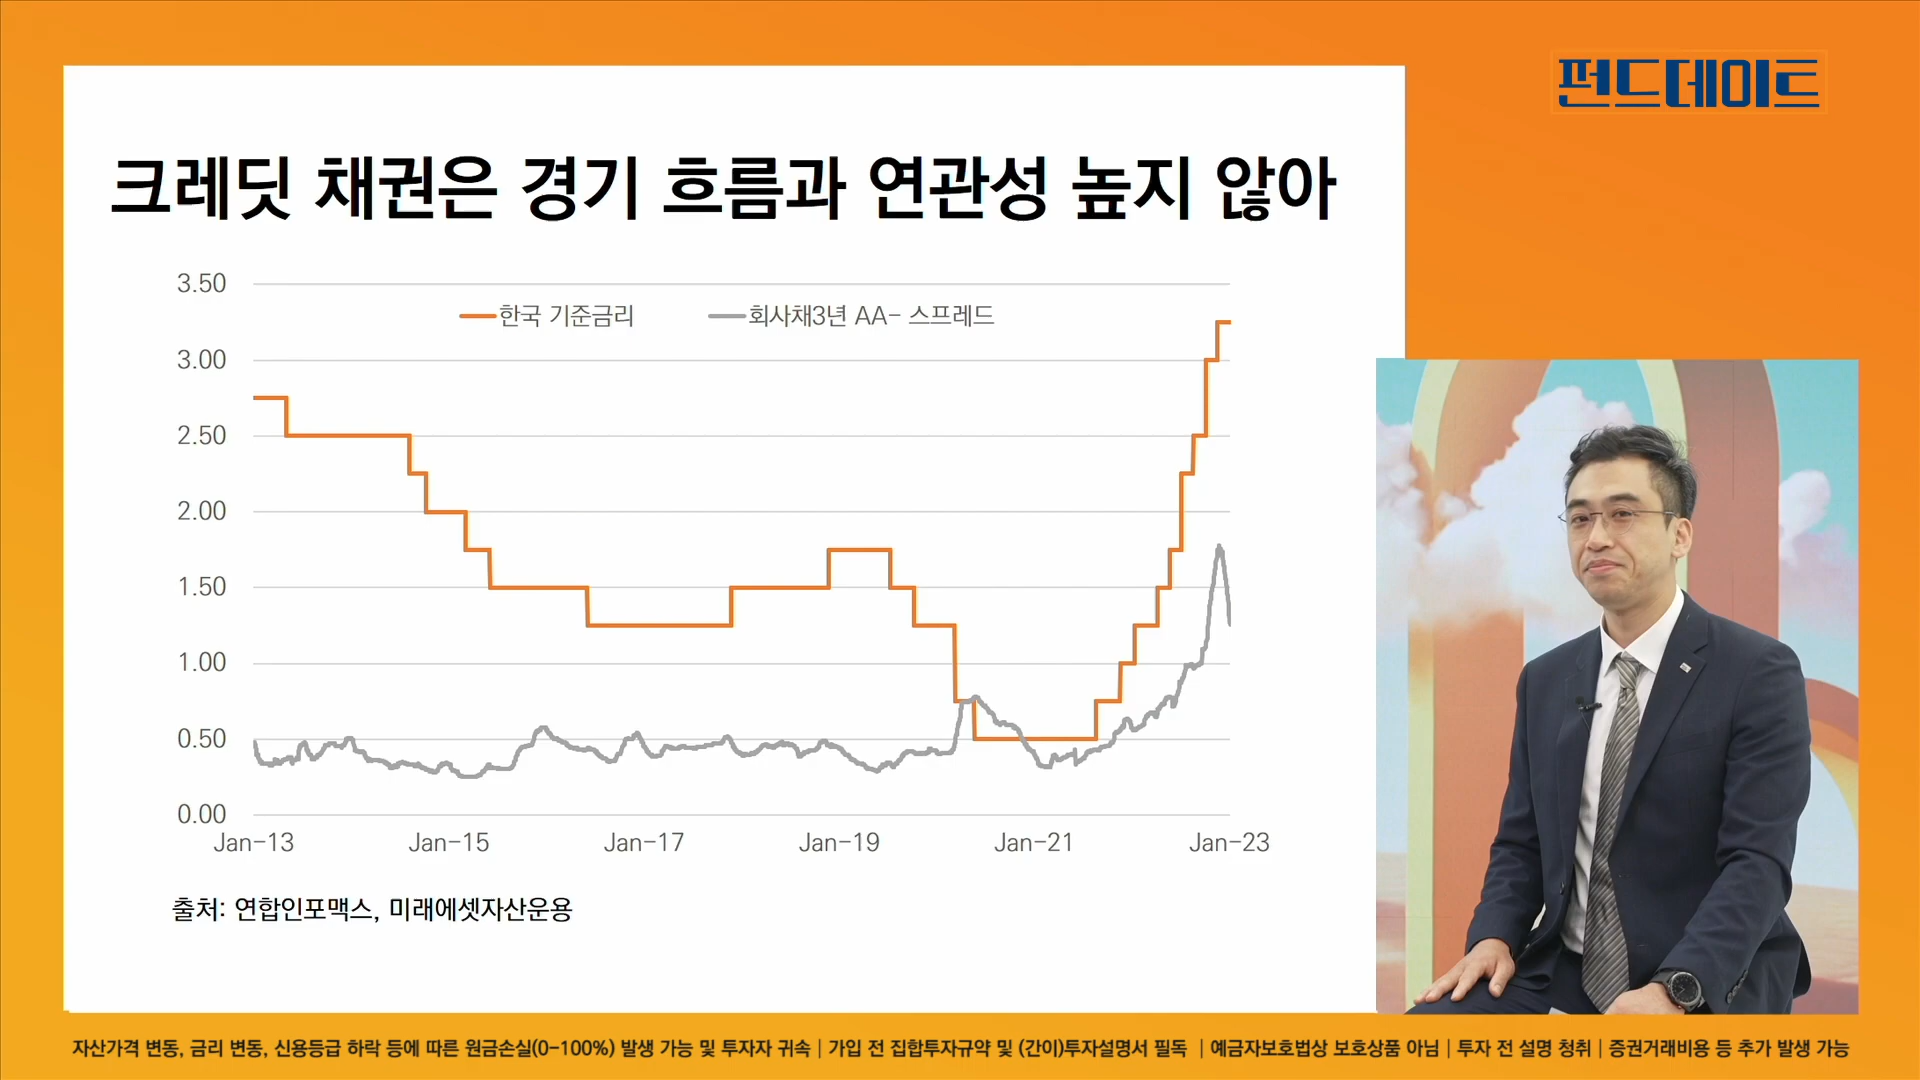 펀드데이트
크레딧 채권은 경기 흐름과 연관성 높지 않아
한국 기준금리 회사채3년 AA- 스프레드
3.50
3.00
2.50
2.00
1.50
1.00
0.50
0.00
Jan-13 Jan-15 Jan-17 Jan-19 Jan-21 Jan-23
출처: 연합인포맥스, 미래에셋자산운용
자산가격 변동, 금리 변동, 신용등급 하락 등에 따른 원금손실(0-100%) 발생 가능 및 투자자 귀속 | 가입 전 집합투자규약 및 (간이)투자설명서 필독 | 예금자보호법상 보호상품 아님 | 투자 전 설명 청취 | 증권거래비용 등 추가 발생 가능